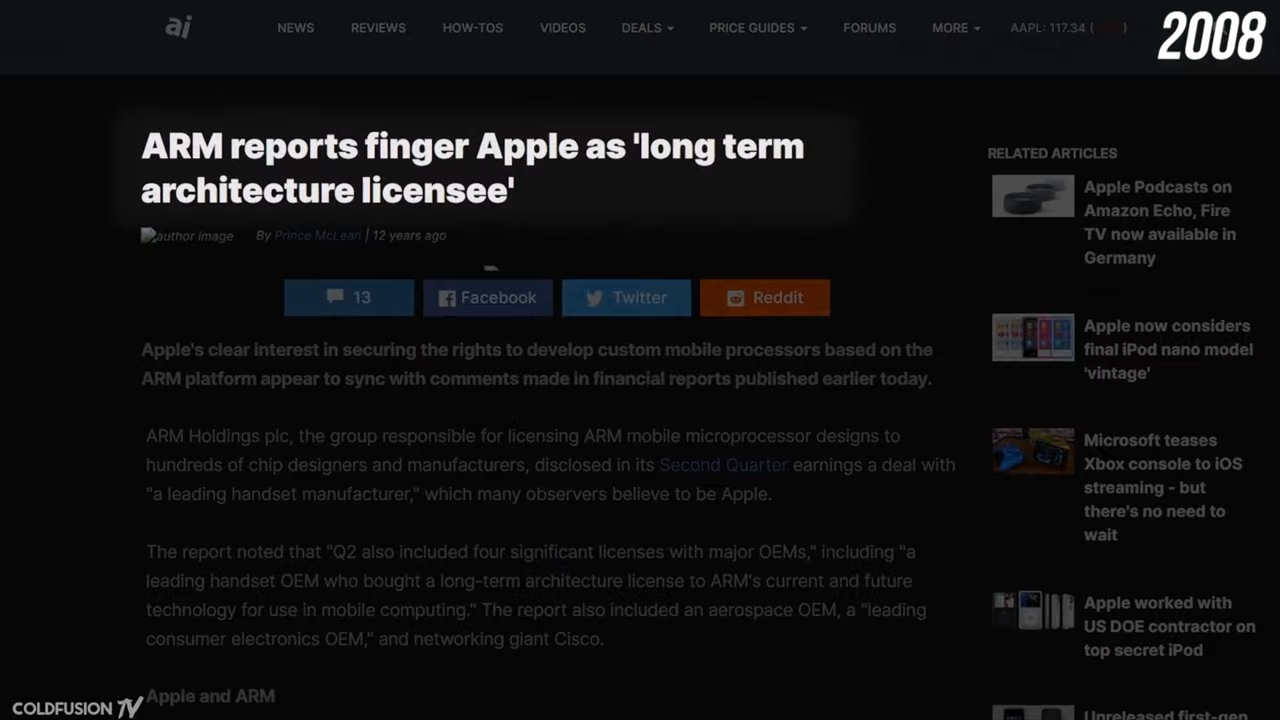 ai
NEWS
REVIEWS
HOW-TOS
VIDEOS
DEALS
PRICE GUIDES
FORUMS
MORE
AAPL: 117.34 ( )
2008
ARM reports finger Apple as 'long term
architecture licensee'
author image
By Prince McLean | 12 years ago
13
Facebook
Twitter
Reddit
Apple's clear interest in securing the rights to develop custom mobile processors based on the
ARM platform appear to sync with comments made in financial reports published earlier today.
ARM Holdings plc, the group responsible for licensing ARM mobile microprocessor designs to
hundreds of chip designers and manufacturers, disclosed in its Second Quarter earnings a deal with
"a leading handset manufacturer," which many observers believe to be Apple.
The report noted that "Q2 also included four significant licenses with major OEMs," including "a
leading handset OEM who bought a long-term architecture license to ARM's current and future
technology for use in mobile computing." The report also included an aerospace OEM, a "leading
consumer electronics OEM," and networking giant Cisco.
Apple and ARM
RELATED ARTICLES
Apple Podcasts on
Amazon Echo, Fire
TV now available in
Germany
Apple now considers
final iPod nano model
'vintage'
Microsoft teases
Xbox console to iOS
streaming - but
there's no need to
wait
Apple worked with
US DOE contractor on
top secret iPod
Unreleased first-gen
COLDFUSION TV